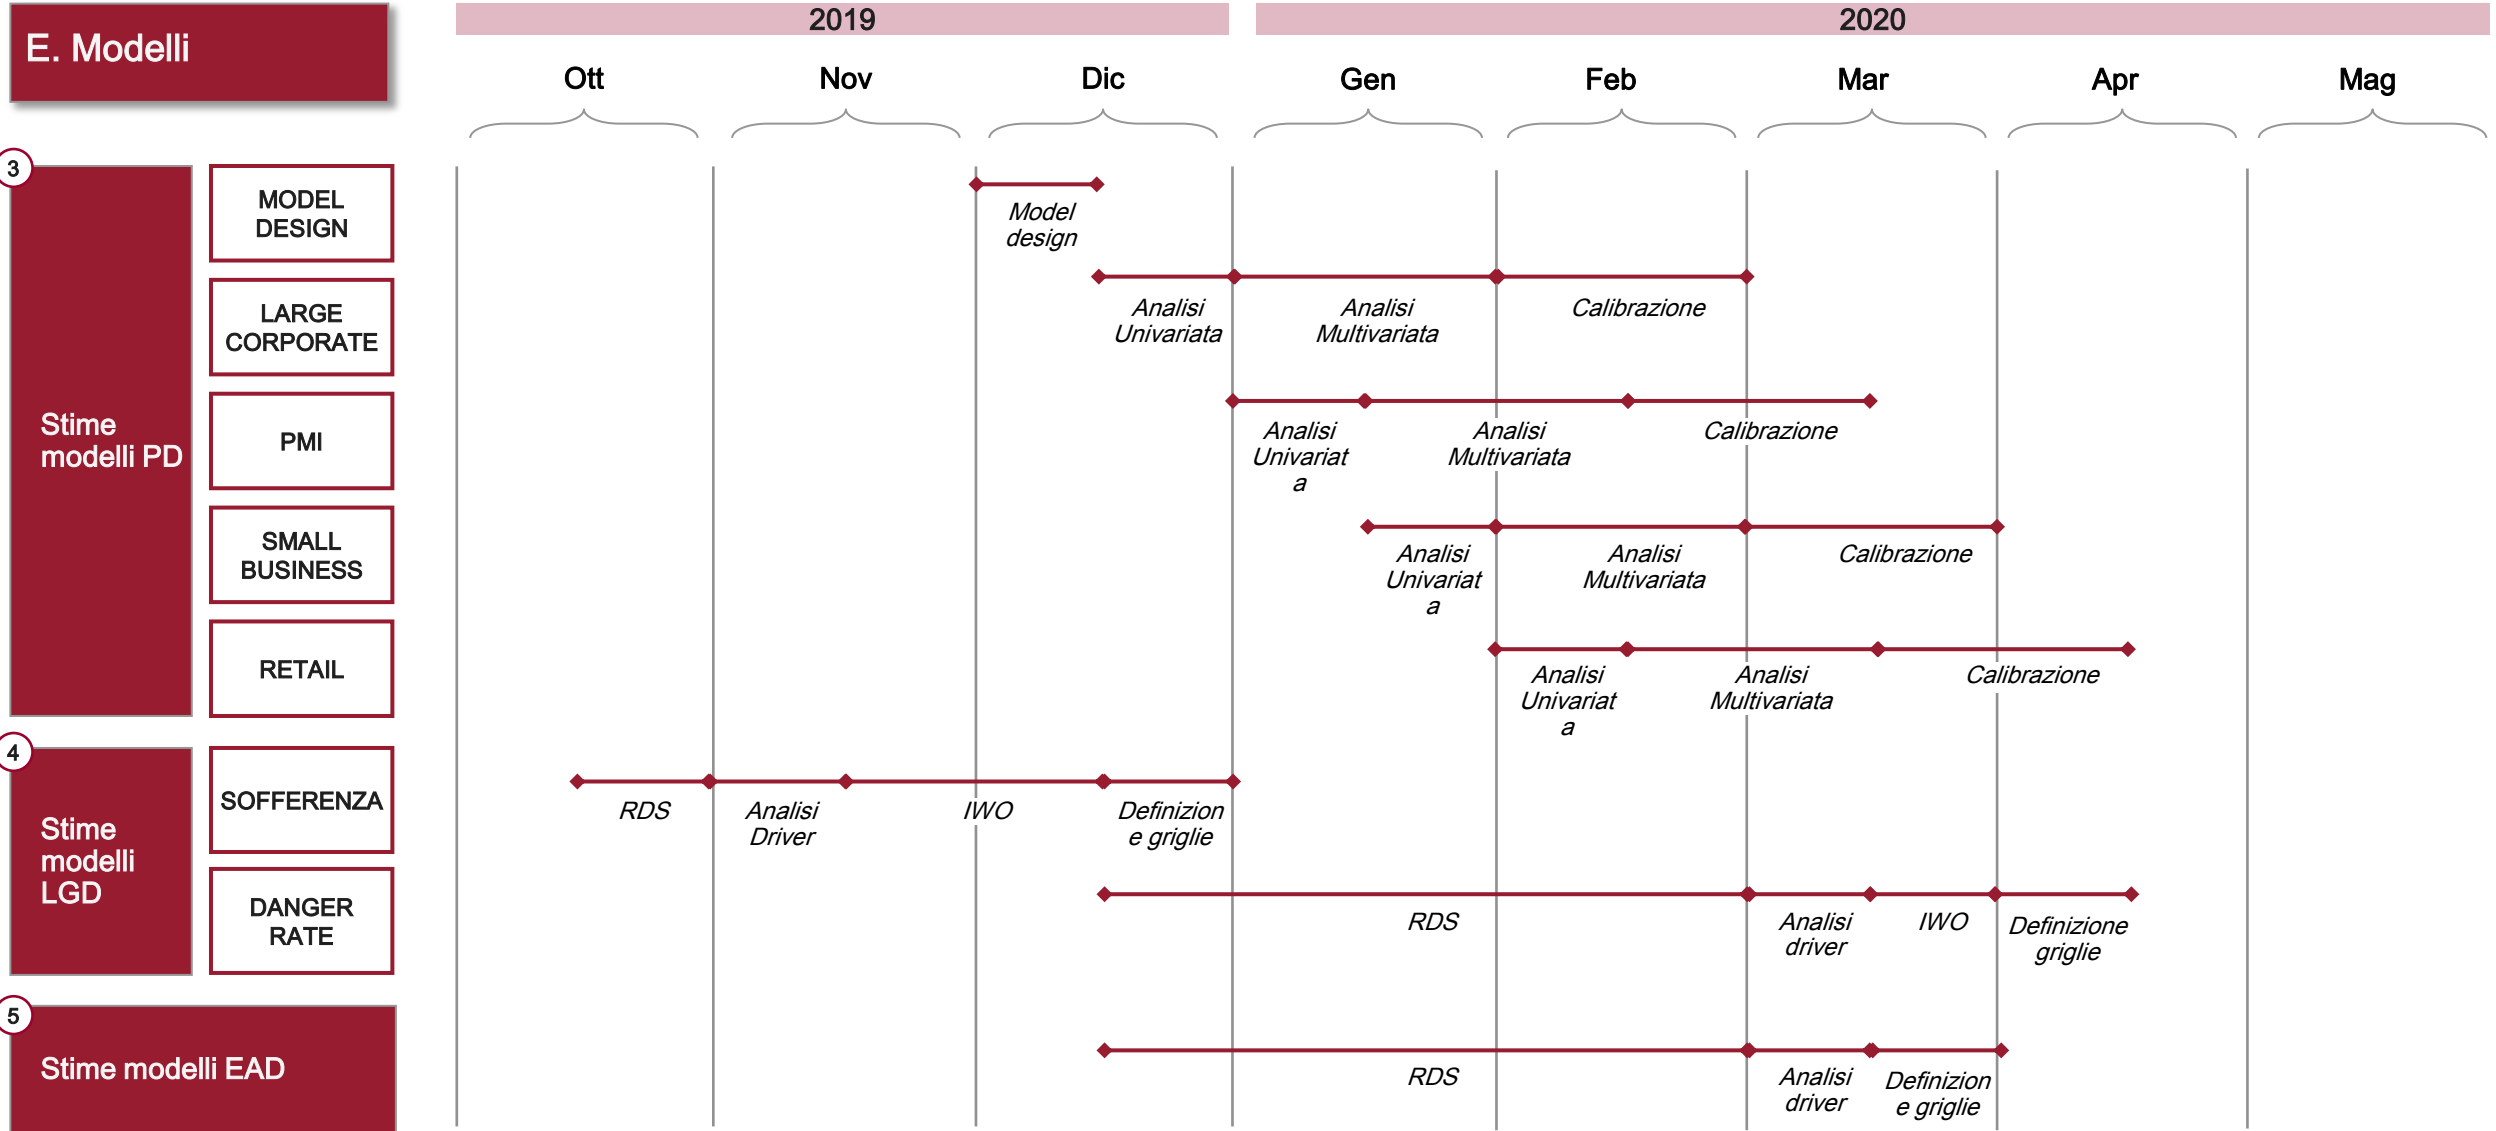 E. Modelli
2019
2020
Ott
Nov
Dic
Gen
Feb
Mar
Apr
Mag
3
Stime
modelli PD
MODEL
DESIGN
Model
design
LARGE
CORPORATE
Analisi
Univariata
Analisi
Multivariata
Calibrazione
PMI
Analisi
Univariat
a
Analisi
Multivariata
Calibrazione
SMALL
BUSINESS
Analisi
Univariat
a
Analisi
Multivariata
Calibrazione
RETAIL
Analisi
Univariat
a
Analisi
Multivariata
Calibrazione
4
Stime
modelli
LGD
SOFFERENZA
RDS
Analisi
Driver
IWO
Definizion
e griglie
DANGER
RATE
RDS
Analisi
driver
IWO
Definizione
griglie
5
Stime modelli EAD
RDS
Analisi
driver
Definizion
e griglie